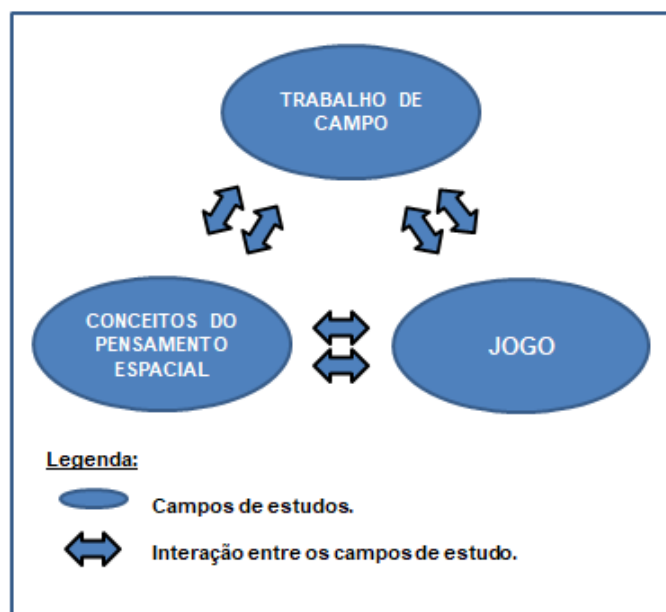 TRABALHO DE
CAMPO
CONCEITOS DO
PENSAMENTO
ESPACIAL
JOGO
Legenda:
Campos de estudos.
Interação entre os campos de estudo.